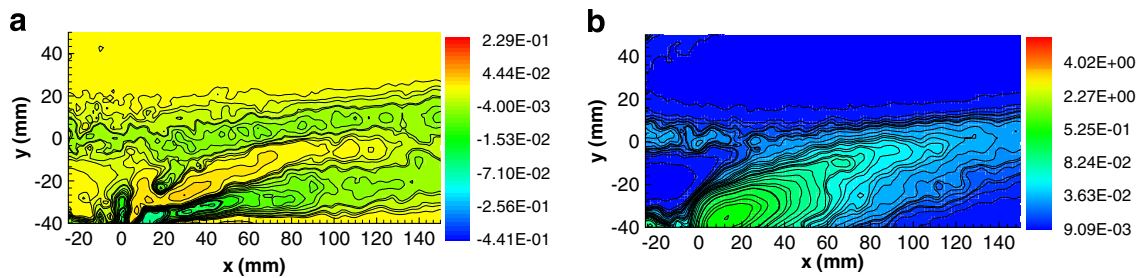 a
40
20
0
-20
-40
-20 0 20 40 60 80 100 120 140
x (mm)
y (mm)
2.29E-01
4.44E-02
-4.00E-03
-1.53E-02
-7.10E-02
-2.56E-01
-4.41E-01
b
40
20
0
-20
-40
-20 0 20 40 60 80 100 120 140
x (mm)
y (mm)
4.02E+00
2.27E+00
5.25E-01
8.24E-02
3.63E-02
9.09E-03